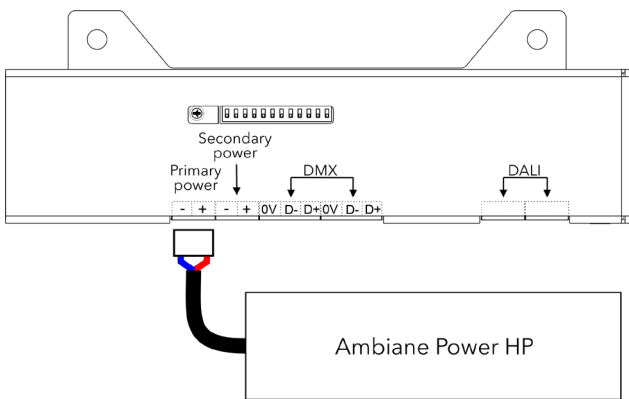 Secondary
power
Primary
power
DMX
DALI
- + - + 0V D- D+ 0V D- D+
Ambiane Power HP